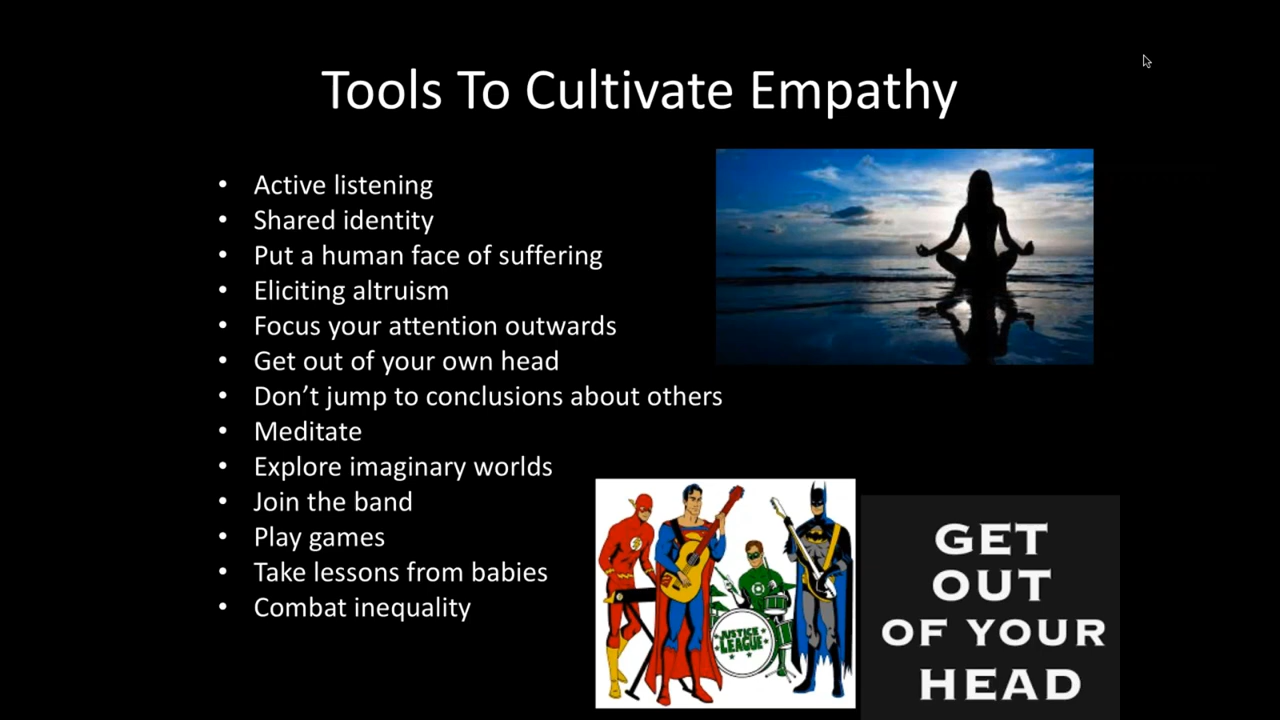 Tools To Cultivate Empathy
• Active listening
• Shared identity
• Put a human face of suffering
• Eliciting altruism
• Focus your attention outwards
• Get out of your own head
• Don’t jump to conclusions about others
• Meditate
• Explore imaginary worlds
• Join the band
• Play games
• Take lessons from babies
• Combat inequality
JUSTICE
LEAGUE
GET
OUT
OF YOUR
HEAD